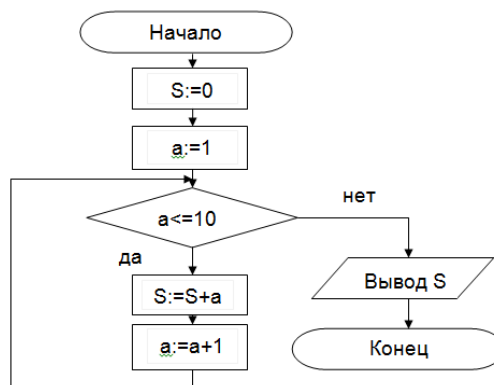 Начало
S:=0
a:=1
a<=10
нет
да
S:=S+a
Вывод S
a:=a+1
Конец